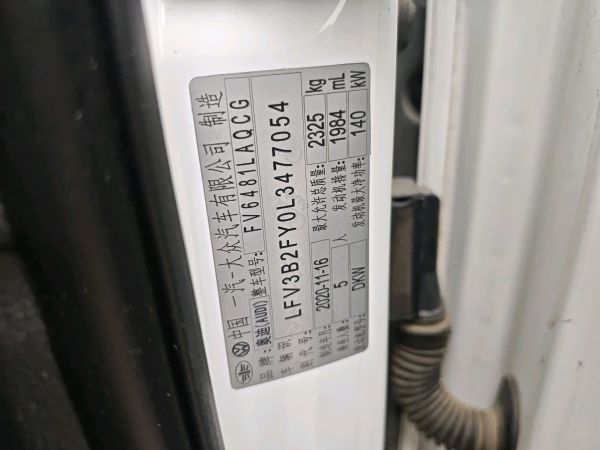 中国 一汽-大众汽车有限公司 制造
品牌:奥迪(AUDI) 整车型号: FV6481LAQCG
车辆识别代号: LFV3B2FY0L3477054
制造年月: 2020-11-16 最大允许总质量: 2325 kg
乘坐人数: 5 人 发动机排量: 1984 mL
发动机型号: DKW 发动机最大净功率: 140 kW